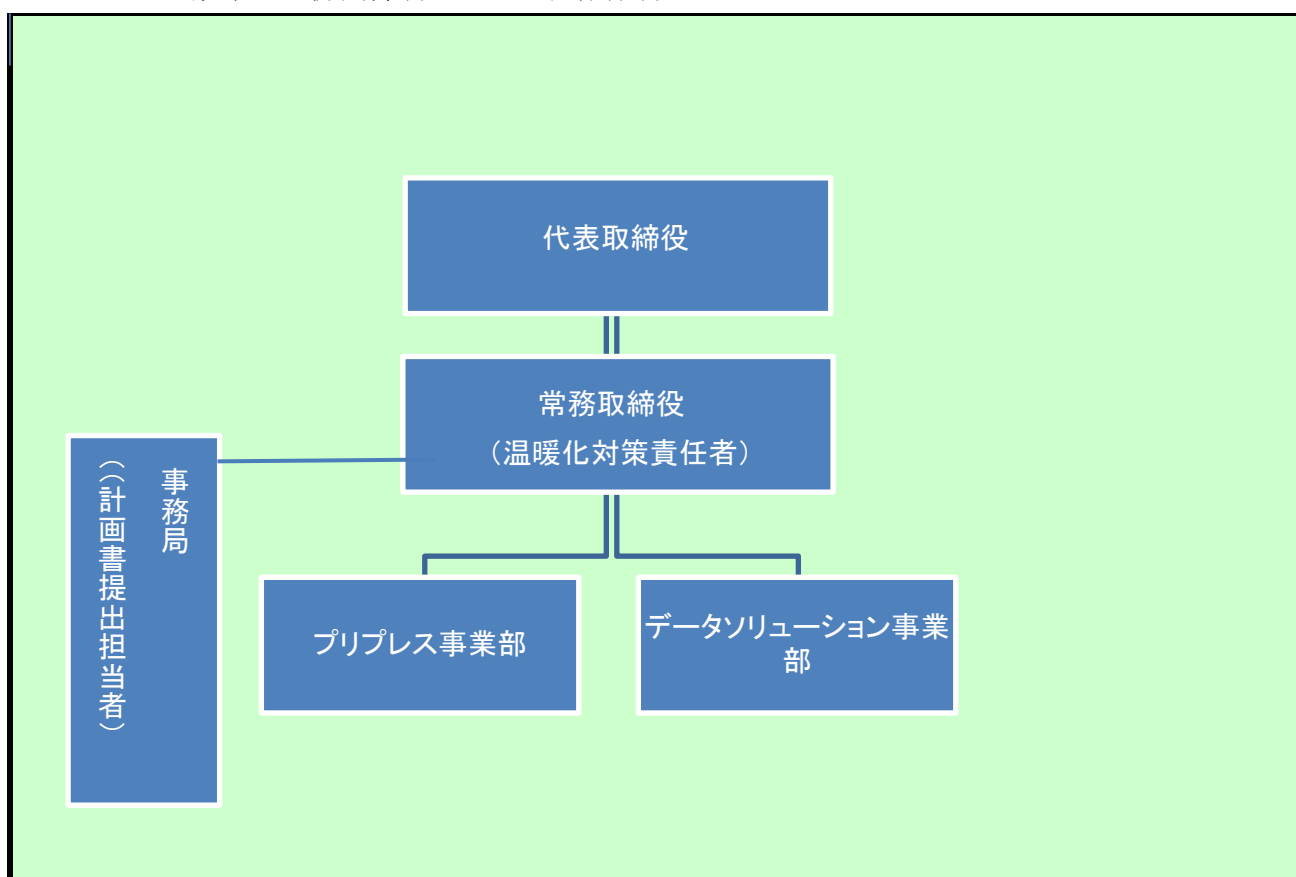 代表取締役
常務取締役
（温暖化対策責任者）
事務局
（（計画書提出担当者）
プリプレス事業部
データソリューション事業
部